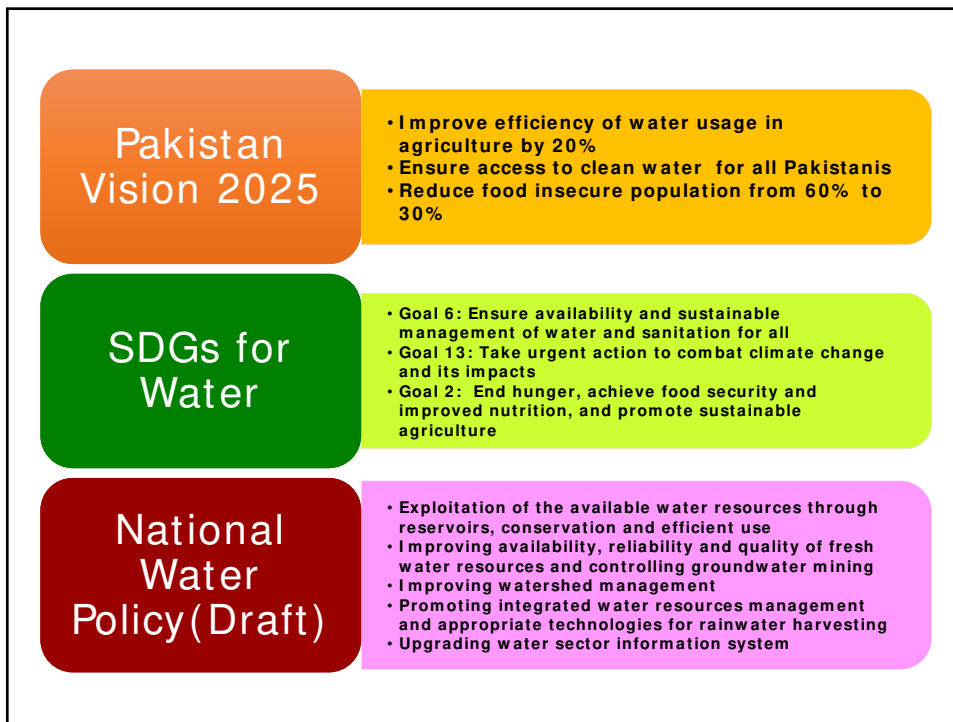 Pakistan
Vision 2025
• Improve efficiency of water usage in
agriculture by 20%
• Ensure access to clean water for all Pakistanis
• Reduce food insecure population from 60% to
30%
SDGs for
Water
• Goal 6: Ensure availability and sustainable
management of water and sanitation for all
• Goal 13: Take urgent action to combat climate change
and its impacts
• Goal 2: End hunger, achieve food security and
improved nutrition, and promote sustainable
agriculture
National
Water
Policy(Draft)
• Exploitation of the available water resources through
reservoirs, conservation and efficient use
• Improving availability, reliability and quality of fresh
water resources and controlling groundwater mining
• Improving watershed management
• Promoting integrated water resources management
and appropriate technologies for rainwater harvesting
• Upgrading water sector information system